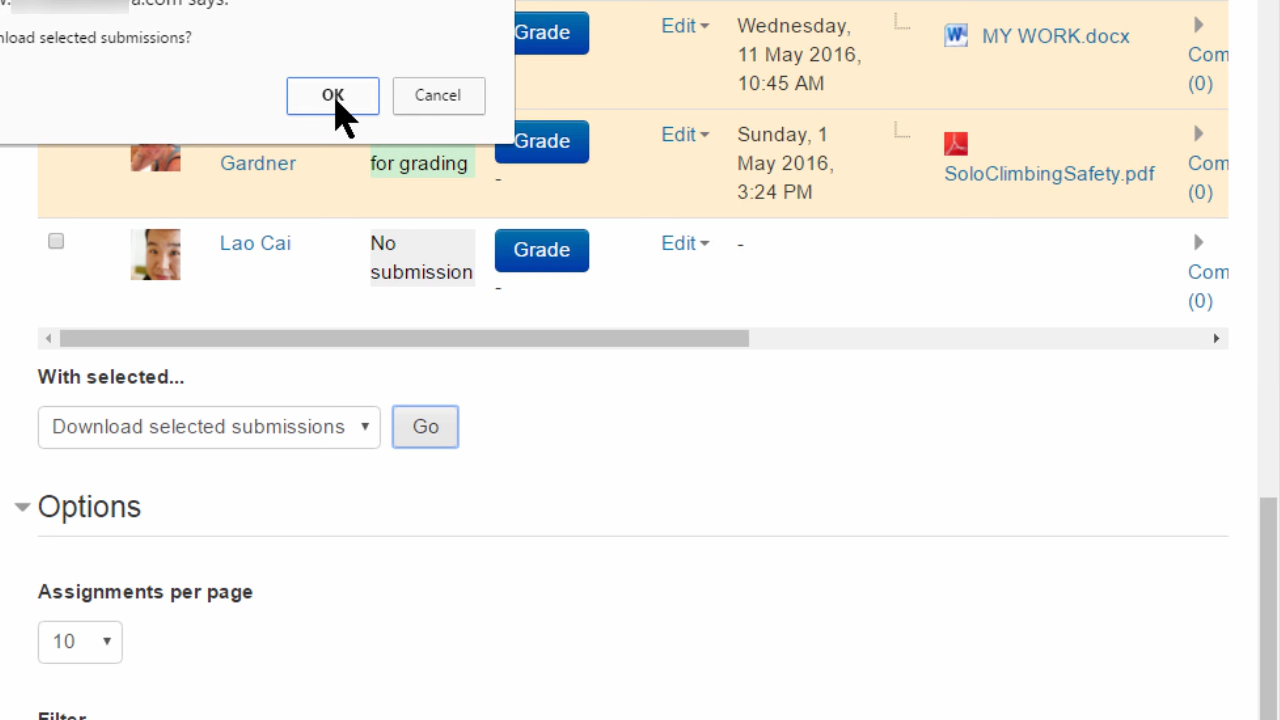 a.com says:
load selected submissions?
OK
Cancel
Grade
Edit
Wednesday,
11 May 2016,
10:45 AM
MY WORK.docx
Com
(0)
Gardner
for grading
Grade
-
Edit
Sunday, 1
May 2016,
3:24 PM
SoloClimbingSafety.pdf
Com
(0)
Lao Cai
No
submission
Grade
-
Edit
-
Com
(0)
With selected...
Download selected submissions
Go
Options
Assignments per page
10
Filter